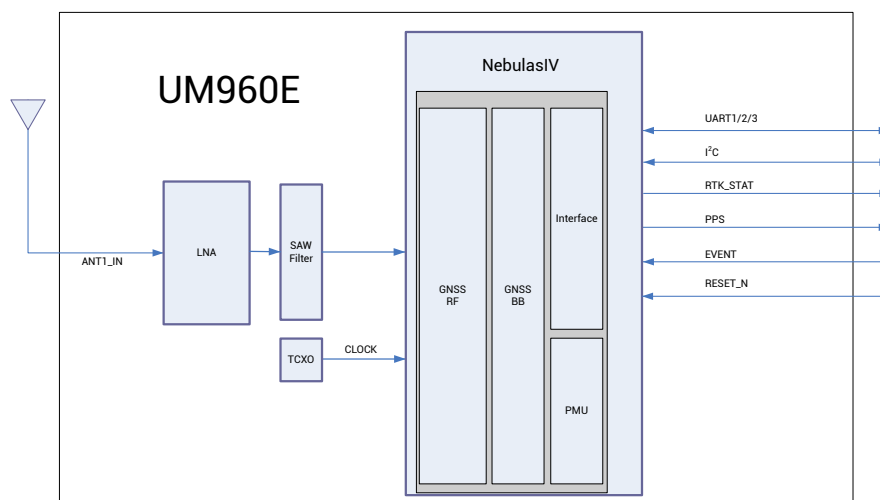 UM960E
NebulasIV
UART1/2/3
I²C
RTK_STAT
PPS
EVENT
RESET_N
ANT1_IN
LNA
SAW
Filter
TCXO
CLOCK
GNSS
RF
GNSS
BB
Interface
PMU